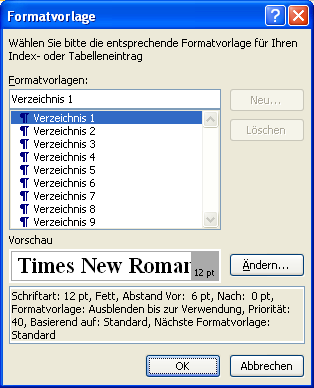 Formatvorlage
Wählen Sie bitte die entsprechende Formatvorlage für Ihren
Index- oder Tabelleneintrag
Formatvorlagen:
Verzeichnis 1
Neu...
¶ Verzeichnis 1
¶ Verzeichnis 2
¶ Verzeichnis 3
¶ Verzeichnis 4
¶ Verzeichnis 5
¶ Verzeichnis 6
¶ Verzeichnis 7
¶ Verzeichnis 8
¶ Verzeichnis 9
Löschen
Vorschau
Times New Roman
12 pt
Ändern...
Schriftart: 12 pt, Fett, Abstand Vor:  6 pt, Nach:  0 pt,
Formatvorlage: Ausblenden bis zur Verwendung, Priorität:
40, Basierend auf: Standard, Nächste Formatvorlage:
Standard
OK
Abbrechen